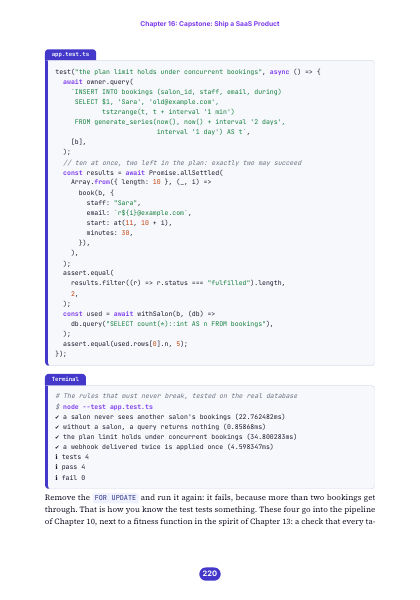 Chapter 16: Capstone: Ship a SaaS Product
app.test.ts
test("the plan limit holds under concurrent bookings", async () => {
  await owner.query(
    `INSERT INTO bookings (salon_id, staff, email, during)
     SELECT $1, 'Sara', 'old@example.com',
            tstzrange(t, t + interval '1 min')
     FROM generate_series(now(), now() + interval '2 days',
                          interval '1 day') AS t`,
    [b],
  );
  // ten at once, two left in the plan: exactly two may succeed
  const results = await Promise.allSettled(
    Array.from({ length: 10 }, (_, i) =>
      book(b, {
        staff: "Sara",
        email: `r${i}@example.com`,
        start: at(11, 10 + i),
        minutes: 30,
      }),
    ),
  );
  assert.equal(
    results.filter((r) => r.status === "fulfilled").length,
    2,
  );
  const used = await withSalon(b, (db) =>
    db.query("SELECT count(*)::int AS n FROM bookings"),
  );
  assert.equal(used.rows[0].n, 5);
});
Terminal
# The rules that must never break, tested on the real database
$ node --test app.test.ts
✔ a salon never sees another salon's bookings (22.762482ms)
✔ without a salon, a query returns nothing (0.85868ms)
✔ the plan limit holds under concurrent bookings (34.800283ms)
✔ a webhook delivered twice is applied once (4.598347ms)
ℹ tests 4
ℹ pass 4
ℹ fail 0
Remove the FOR UPDATE and run it again: it fails, because more than two bookings get
through. That is how you know the test tests something. These four go into the pipeline
of Chapter 10, next to a fitness function in the spirit of Chapter 13: a check that every ta-
220